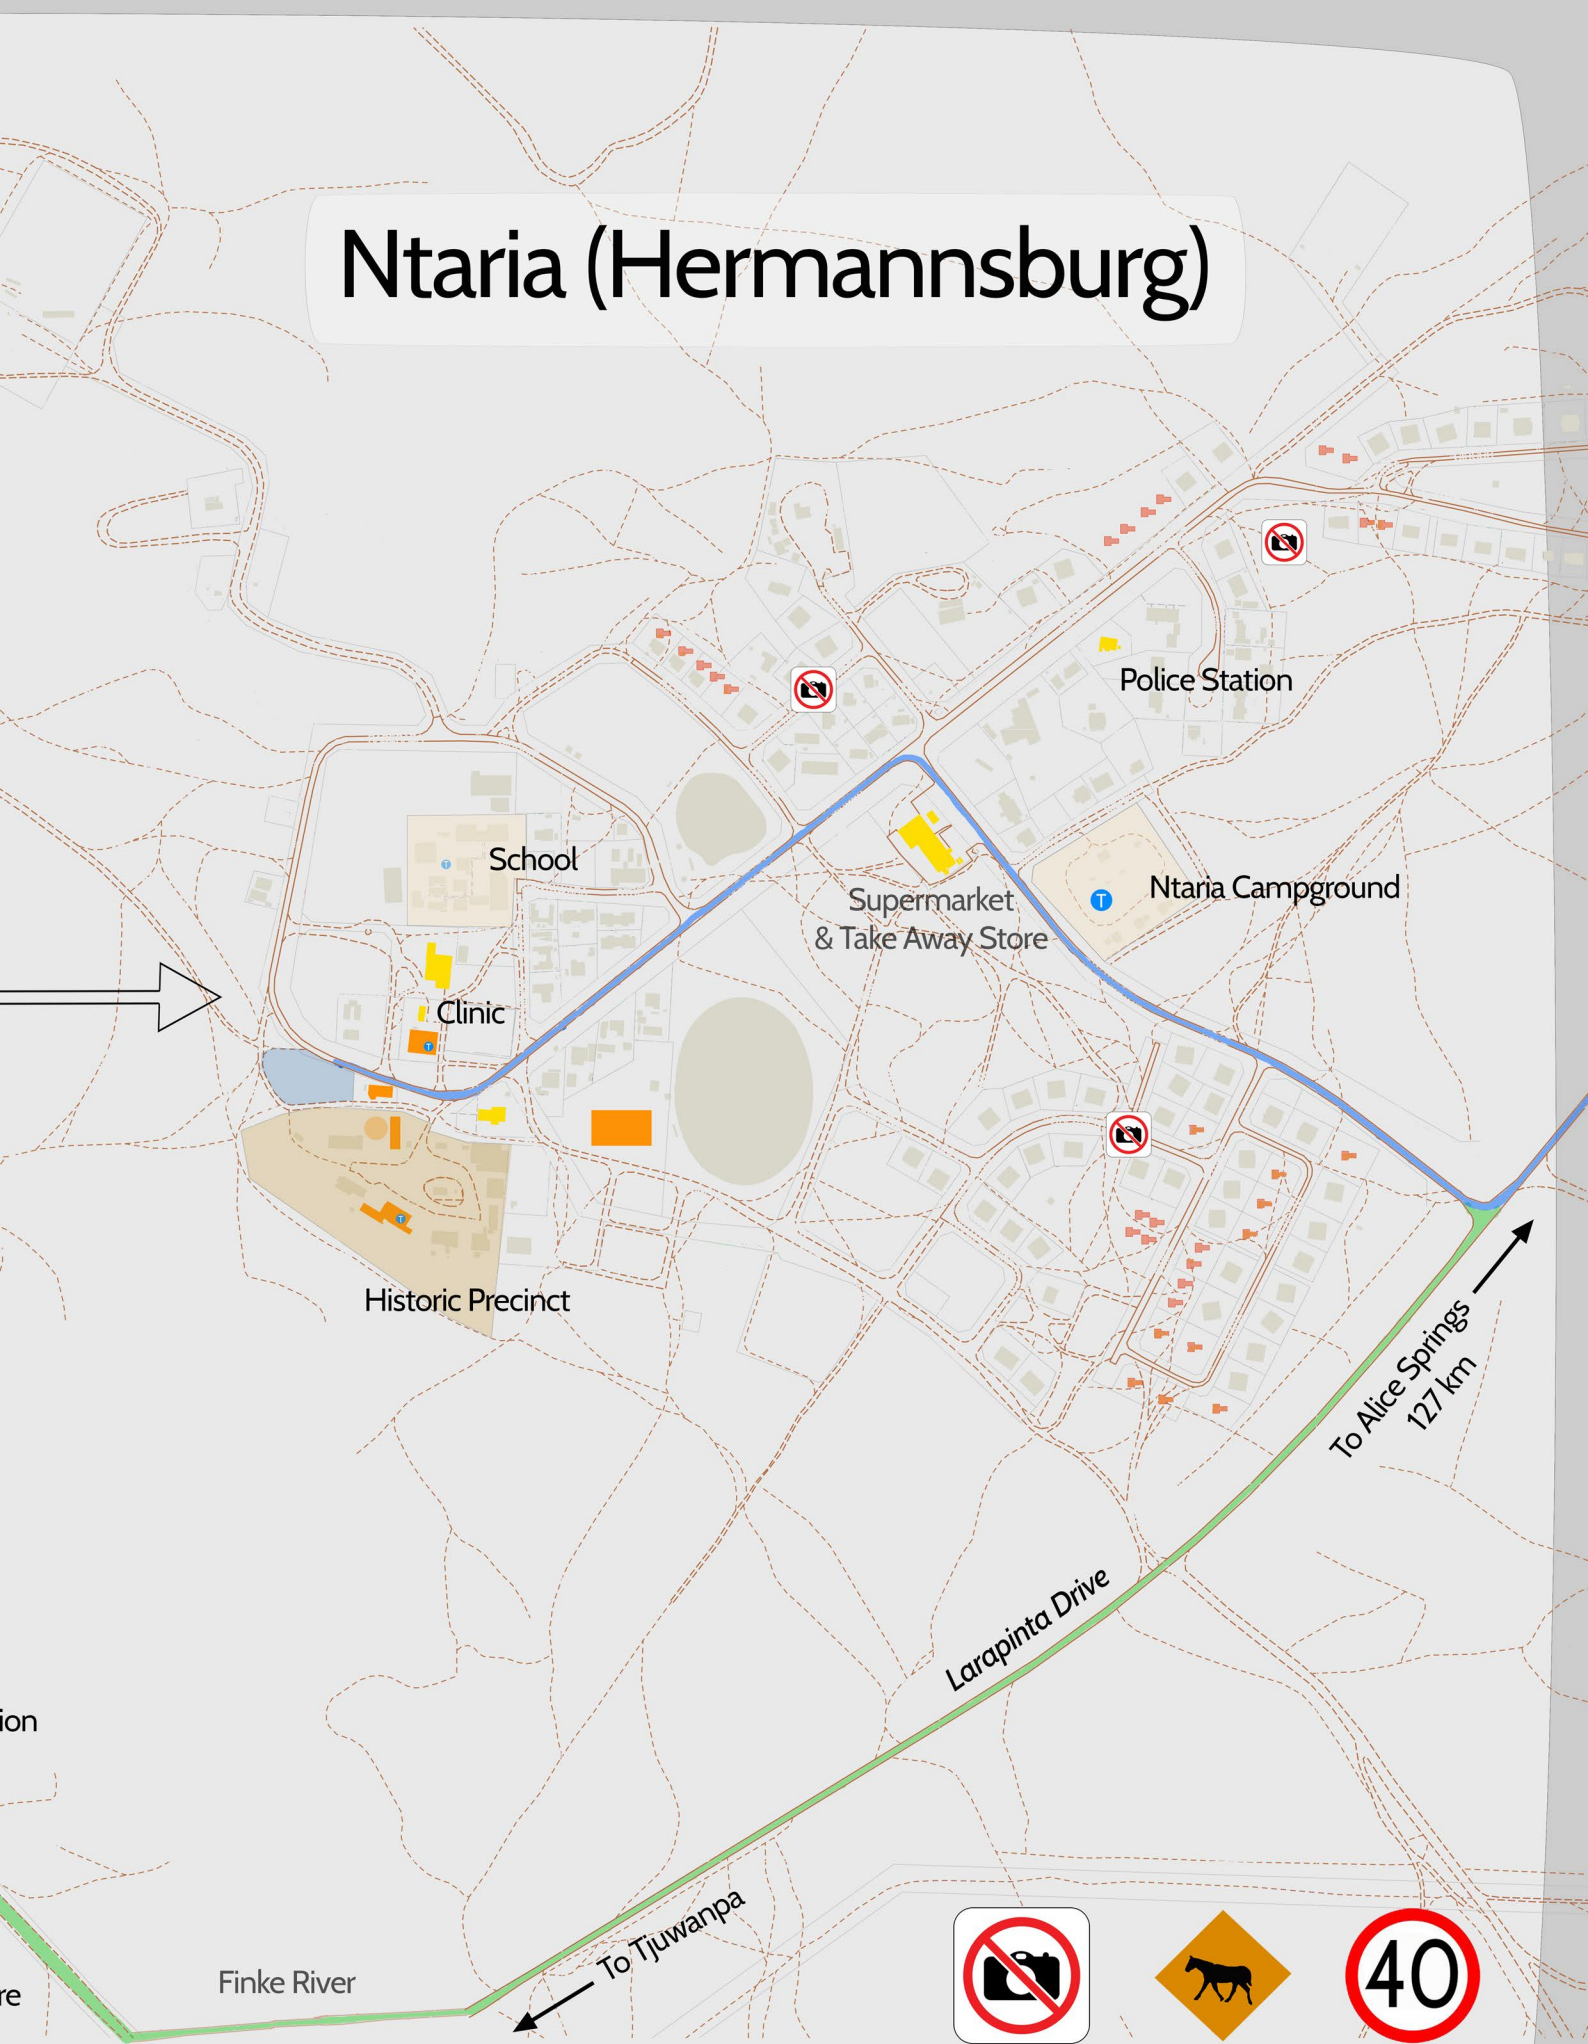 Ntaria (Hermannsburg)
Police Station
School
Ntaria Campground
T
T
Supermarket
& Take Away Store
Clinic
T
T
Historic Precinct
To Alice Springs
127 km
Larapinta Drive
ion
To Tjuwanpa
Finke River
re
40